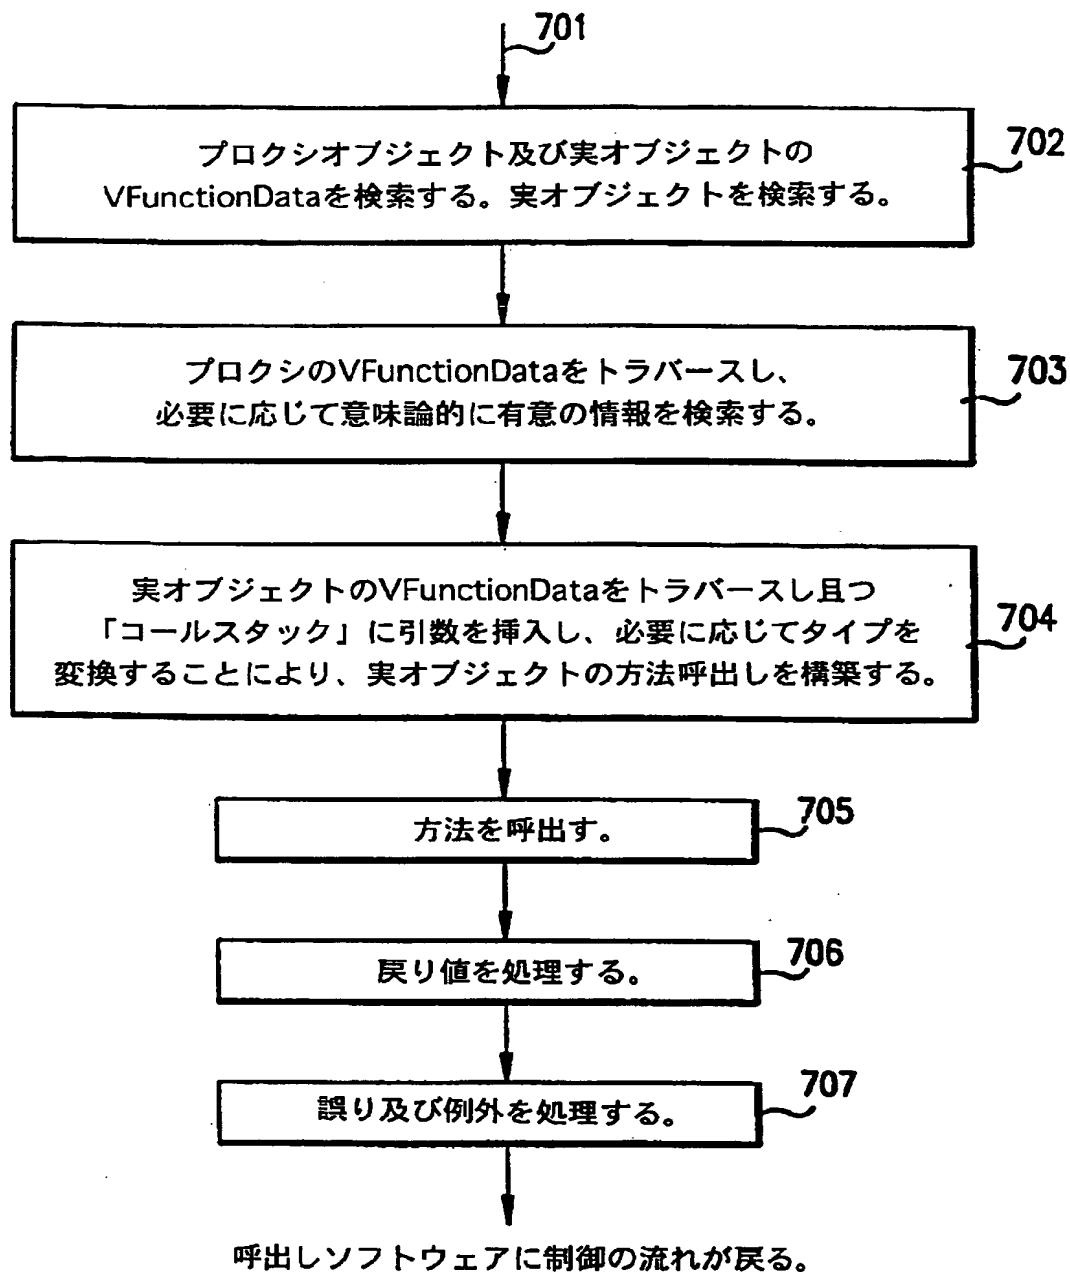 701
プロクシオブジェクト及び実オブジェクトの
VFunctionDataを検索する。実オブジェクトを検索する。
702
プロクシのVFunctionDataをトラバースし、
必要に応じて意味論的に有意の情報を検索する。
703
実オブジェクトのVFunctionDataをトラバースし且つ
「コールスタック」に引数を挿入し、必要に応じてタイプを
変換することにより、実オブジェクトの方法呼出しを構築する。
704
方法を呼出す。
705
戻り値を処理する。
706
誤り及び例外を処理する。
707
呼出しソフトウェアに制御の流れが戻る。